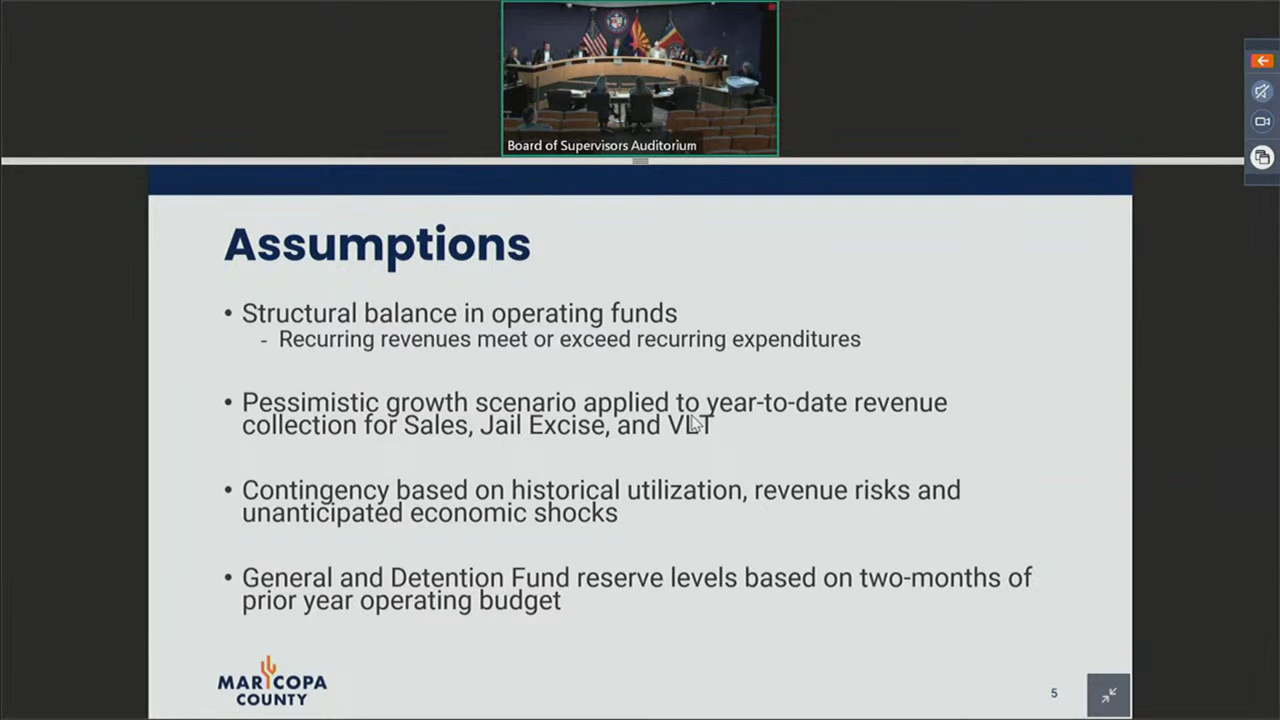 Board of Supervisors Auditorium
Assumptions
• Structural balance in operating funds
- Recurring revenues meet or exceed recurring expenditures
• Pessimistic growth scenario applied to year-to-date revenue
collection for Sales, Jail Excise, and VLT
• Contingency based on historical utilization, revenue risks and
unanticipated economic shocks
• General and Detention Fund reserve levels based on two-months of
prior year operating budget
MARICOPA
COUNTY
5